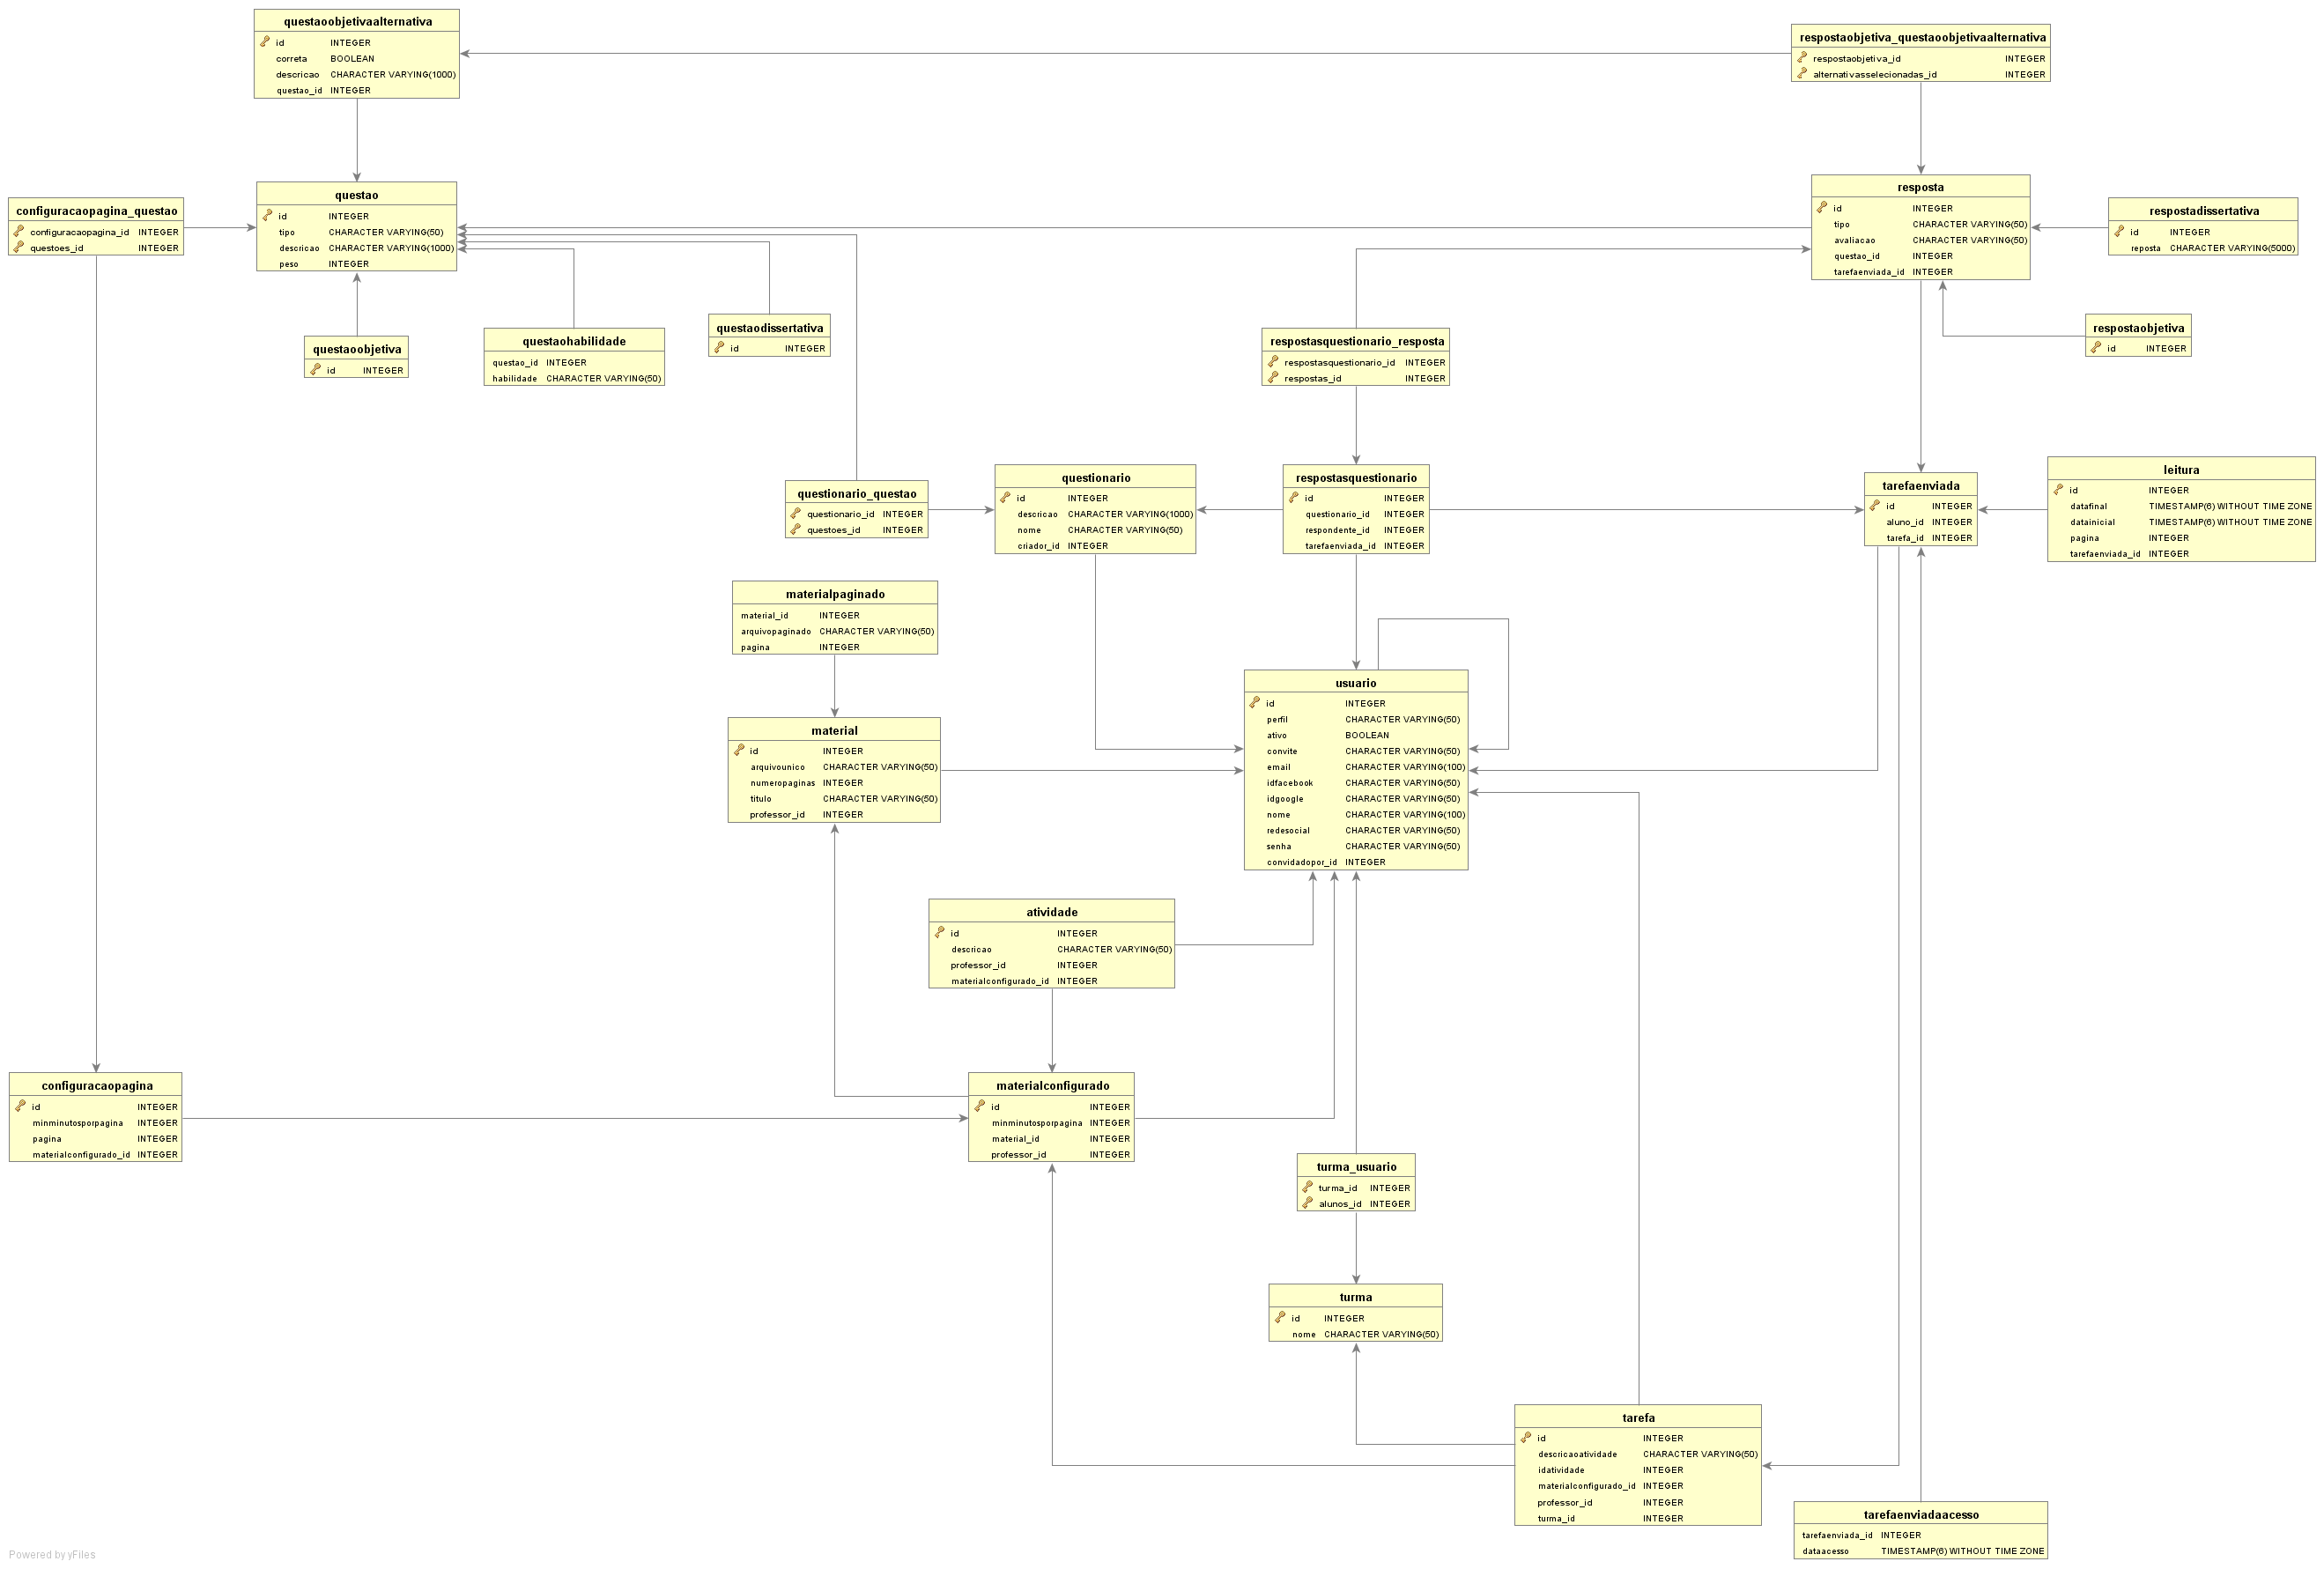 questaoobjetivaalternativa
id INTEGER
correta BOOLEAN
descricao CHARACTER VARYING(1000)
questao_id INTEGER
respostaobjetiva_questaoobjetivaalternativa
respostaobjetiva_id INTEGER
alternativasselecionadas_id INTEGER
configuracaopagina_questao
configuracaopagina_id INTEGER
questoes_id INTEGER
questao
id INTEGER
tipo CHARACTER VARYING(50)
descricao CHARACTER VARYING(1000)
peso INTEGER
resposta
id INTEGER
tipo CHARACTER VARYING(50)
avaliacao CHARACTER VARYING(50)
questao_id INTEGER
tarefaenviada_id INTEGER
respostadissertativa
id INTEGER
reposta CHARACTER VARYING(5000)
questaoobjetiva
id INTEGER
questaohabilidade
questao_id INTEGER
habilidade CHARACTER VARYING(50)
questaodissertativa
id INTEGER
respostasquestionario_resposta
respostasquestionario_id INTEGER
respostas_id INTEGER
respostaobjetiva
id INTEGER
questionario_questao
questionario_id INTEGER
questoes_id INTEGER
questionario
id INTEGER
descricao CHARACTER VARYING(1000)
nome CHARACTER VARYING(50)
criador_id INTEGER
respostasquestionario
id INTEGER
questionario_id INTEGER
respondente_id INTEGER
tarefaenviada_id INTEGER
tarefaenviada
id INTEGER
aluno_id INTEGER
tarefa_id INTEGER
leitura
id INTEGER
datafinal TIMESTAMP(6) WITHOUT TIME ZONE
datainicial TIMESTAMP(6) WITHOUT TIME ZONE
pagina INTEGER
tarefaenviada_id INTEGER
materialpaginado
material_id INTEGER
arquivopaginado CHARACTER VARYING(50)
pagina INTEGER
material
id INTEGER
arquivounico CHARACTER VARYING(50)
numeropaginas INTEGER
titulo CHARACTER VARYING(50)
professor_id INTEGER
usuario
id INTEGER
perfil CHARACTER VARYING(50)
ativo BOOLEAN
convite CHARACTER VARYING(50)
email CHARACTER VARYING(100)
idfacebook CHARACTER VARYING(50)
idgoogle CHARACTER VARYING(50)
nome CHARACTER VARYING(100)
redesocial CHARACTER VARYING(50)
senha CHARACTER VARYING(50)
convidadopor_id INTEGER
atividade
id INTEGER
descricao CHARACTER VARYING(50)
professor_id INTEGER
materialconfigurado_id INTEGER
configuracaopagina
id INTEGER
minminutosporpagina INTEGER
pagina INTEGER
materialconfigurado_id INTEGER
materialconfigurado
id INTEGER
minminutosporpagina INTEGER
material_id INTEGER
professor_id INTEGER
turma_usuario
turma_id INTEGER
alunos_id INTEGER
turma
id INTEGER
nome CHARACTER VARYING(50)
tarefa
id INTEGER
descricaoatividade CHARACTER VARYING(50)
idatividade INTEGER
materialconfigurado_id INTEGER
professor_id INTEGER
turma_id INTEGER
tarefaenviadaacesso
tarefaenviada_id INTEGER
dataacesso TIMESTAMP(6) WITHOUT TIME ZONE
Powered by yFiles